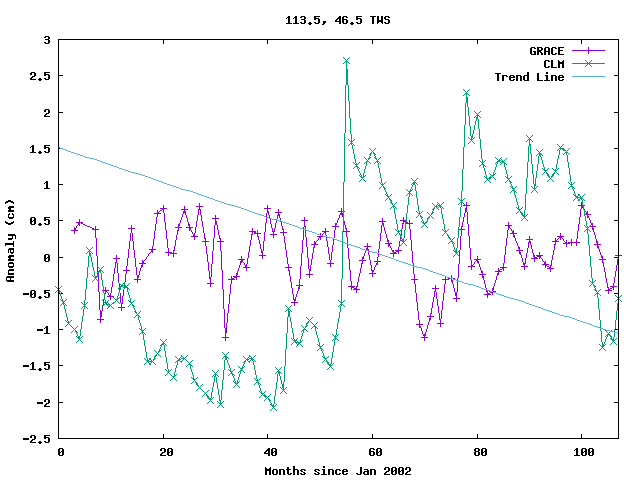 113.5, 46.5 TWS
GRACE
CLM
Trend Line
3
2.5
2
1.5
1
0.5
0
-0.5
-1
-1.5
-2
-2.5
Anomaly (cm)
0 20 40 60 80 100
Months since Jan 2002